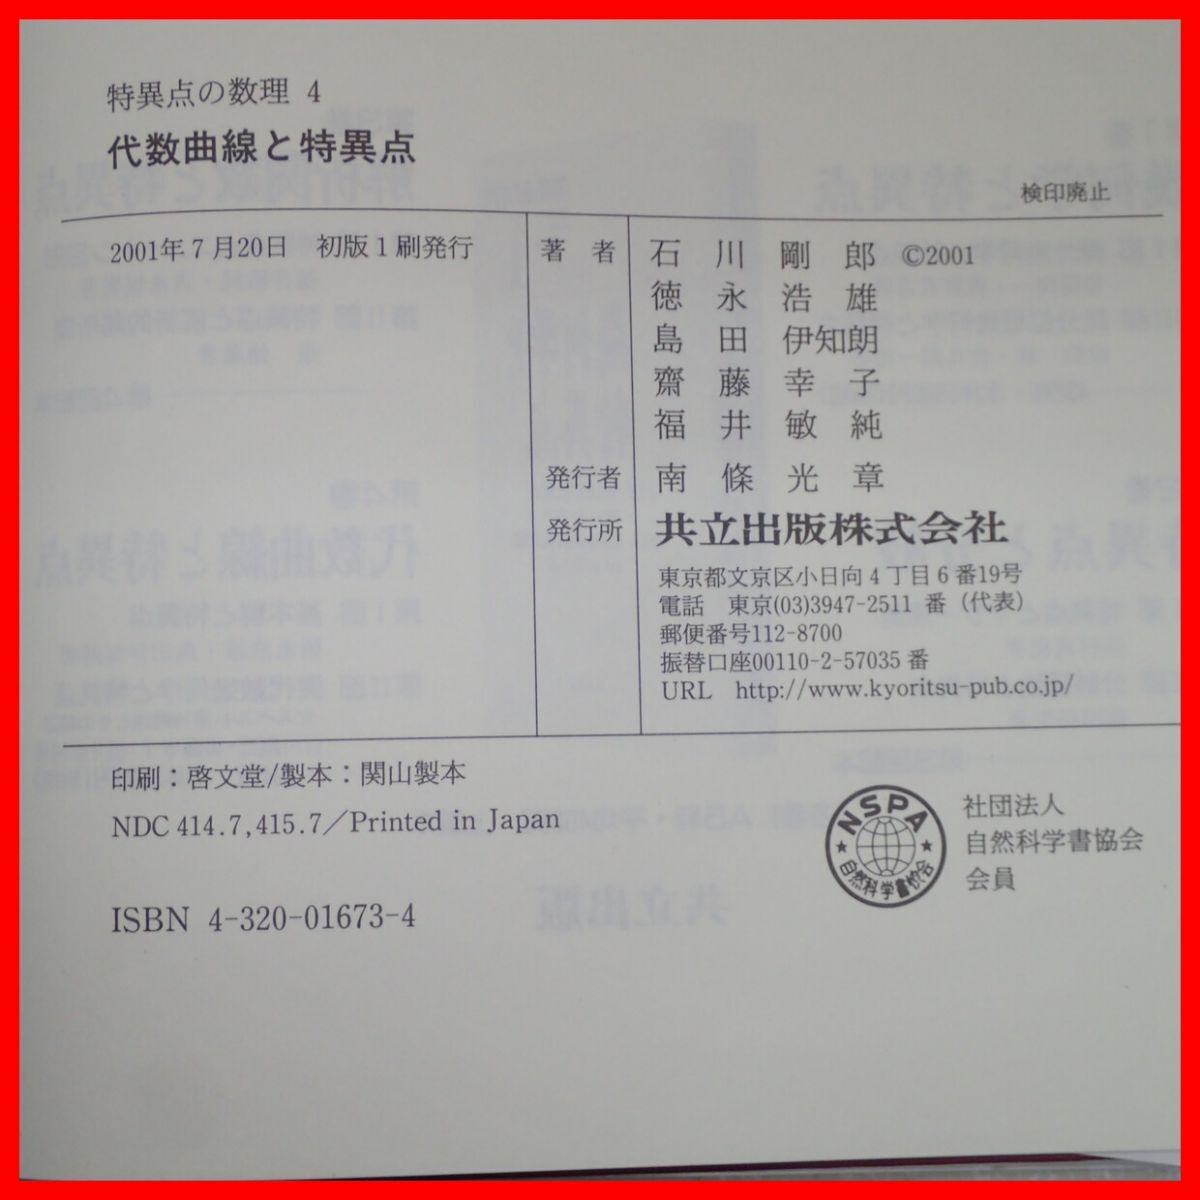 特異点の数理 4
代数曲線と特異点
検印廃止
2001年7月20日 初版1刷発行
著者 石川剛郎 ©2001
徳永浩雄
島田伊知朗
齋藤幸子
福井敏純
発行者 南條光章
発行所 共立出版株式会社
東京都文京区小日向4丁目6番19号
電話 東京(03)3947-2511 番(代表)
郵便番号112-8700
振替口座00110-2-57035 番
URL http://www.kyoritsu-pub.co.jp/
印刷:啓文堂/製本:関山製本
NDC 414.7,415.7/Printed in Japan
ISBN 4-320-01673-4
NSPA
自然科学書協会
社団法人
自然科学書協会
会員